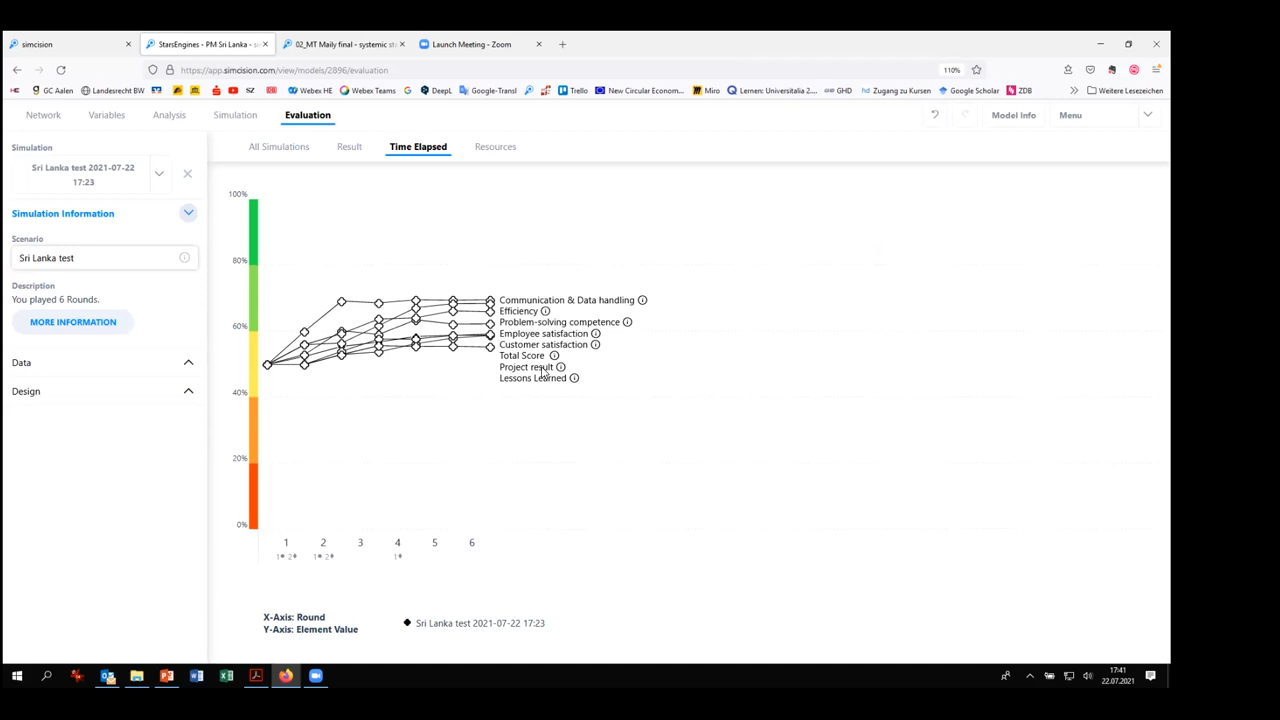 simcision
StarsEngines - PM Sri Lanka - si
02_MT Maily final - systemic st
Launch Meeting - Zoom
https://app.simcision.com/view/models/2896/evaluation
110%
GC Aalen
Landesrecht BW
Webex HE
Webex Teams
DeepL
Google-Transl
Trello
New Circular Econom...
Miro
Lernen: Universitalia 2....
GHD
Zugang zu Kursen
Google Scholar
ZDB
Weitere Lesezeichen
Network
Variables
Analysis
Simulation
Evaluation
Model Info
Menu
All Simulations
Result
Time Elapsed
Resources
Simulation
Sri Lanka test 2021-07-22
17:23
Simulation Information
Scenario
Sri Lanka test
Description
You played 6 Rounds.
MORE INFORMATION
Data
Design
100%
80%
60%
40%
20%
0%
Communication & Data handling
Efficiency
Problem-solving competence
Employee satisfaction
Customer satisfaction
Total Score
Project result
Lessons Learned
1 2 3 4 5 6
1 2 1 2 1
X-Axis: Round
Y-Axis: Element Value
Sri Lanka test 2021-07-22 17:23
17:41
22.07.2021